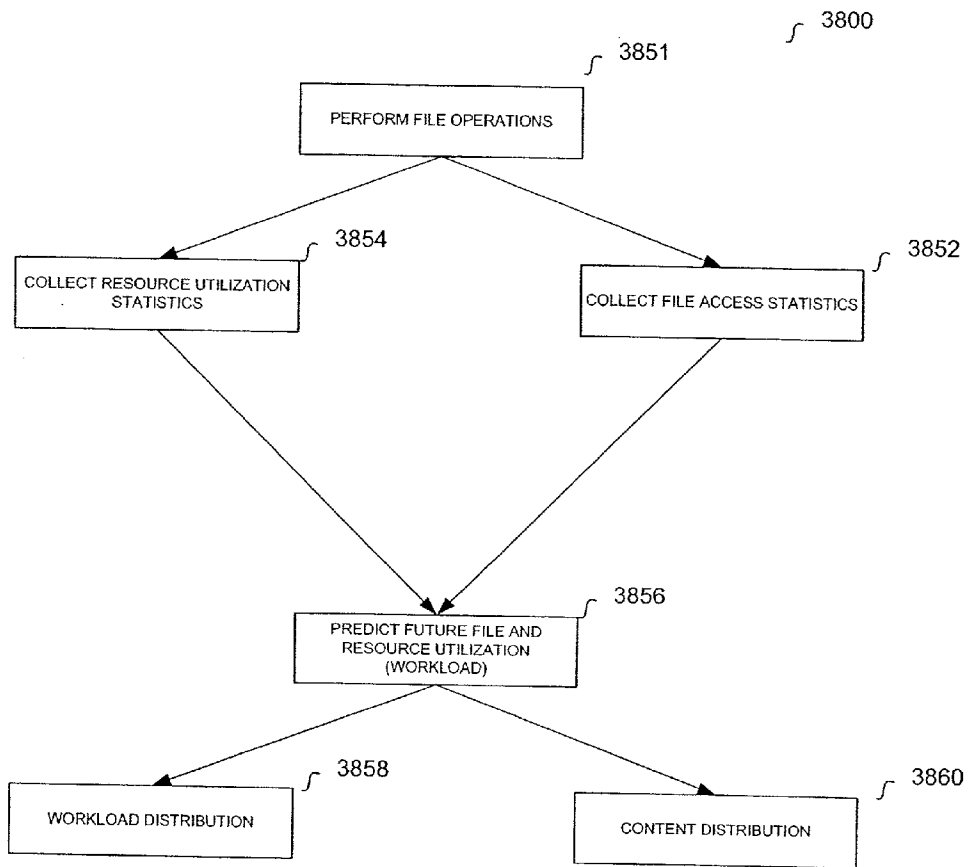 3800
3851
PERFORM FILE OPERATIONS
3854
COLLECT RESOURCE UTILIZATION
STATISTICS
3852
COLLECT FILE ACCESS STATISTICS
3856
PREDICT FUTURE FILE AND
RESOURCE UTILIZATION
(WORKLOAD)
3858
WORKLOAD DISTRIBUTION
3860
CONTENT DISTRIBUTION